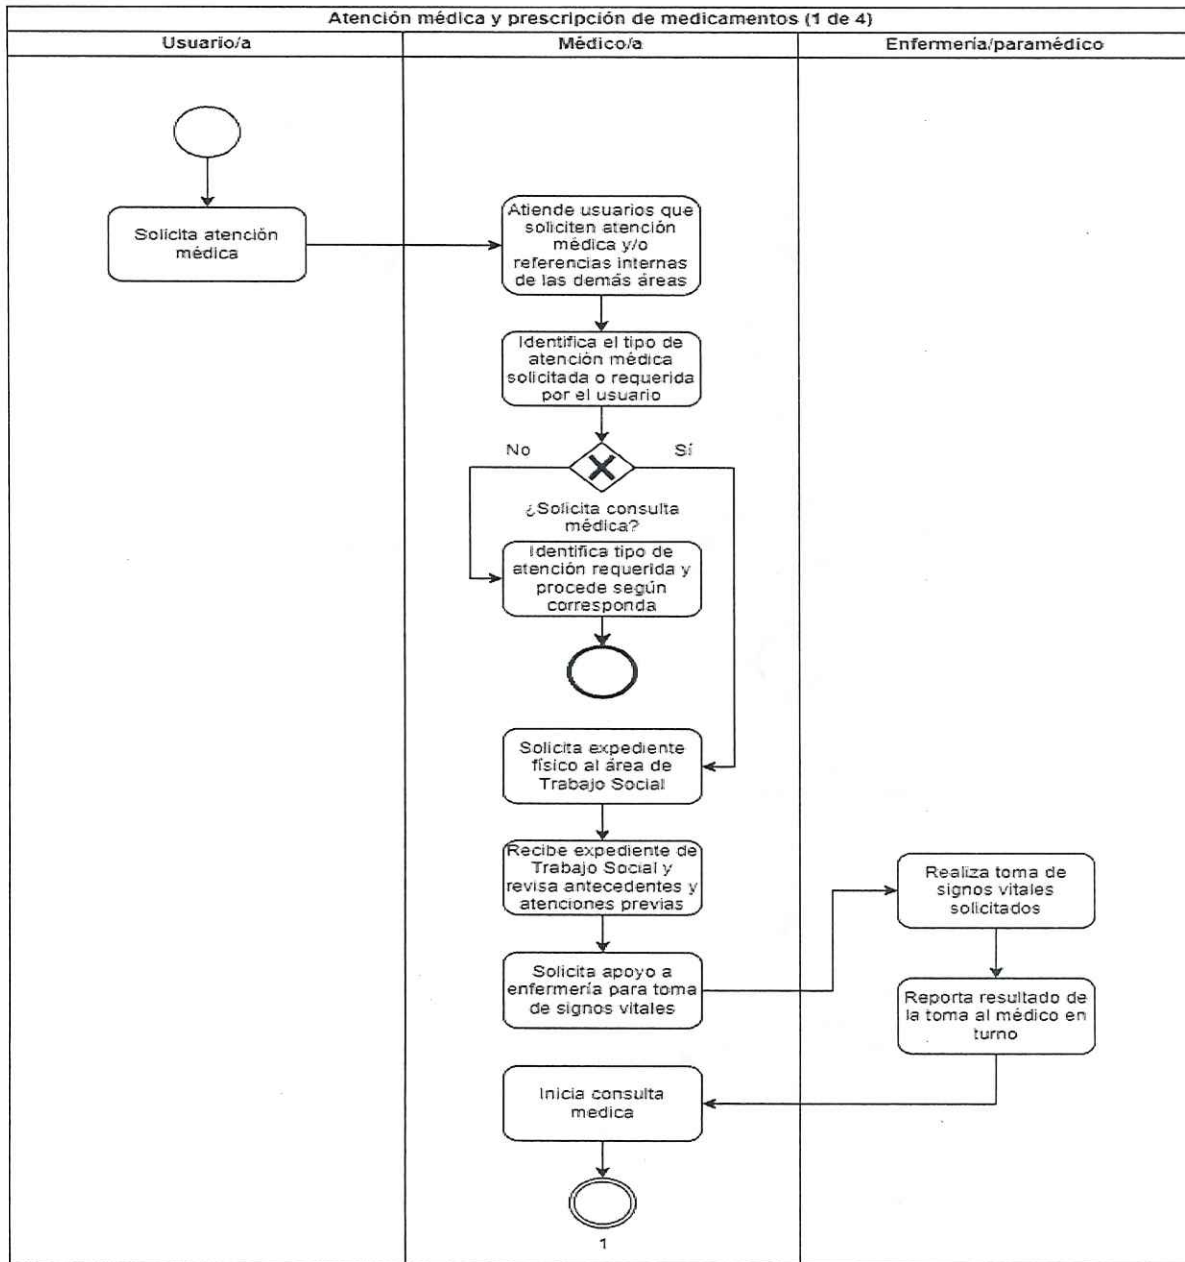 Atención médica y prescripción de medicamentos (1 de 4)
Usuario/a
Médico/a
Enfermería/paramédico
Solicita atención
médica
Atiende usuarios que
soliciten atención
médica y/o
referencias internas
de las demás áreas
Identifica el tipo de
atención médica
solicitada o requerida
por el usuario
No
Sí
¿Solicita consulta
médica?
Identifica tipo de
atención requerida y
procede según
corresponda
Solicita expediente
físico al área de
Trabajo Social
Recibe expediente de
Trabajo Social y
revisa antecedentes y
atenciones previas
Solicita apoyo a
enfermería para toma
de signos vitales
Realiza toma de
signos vitales
solicitados
Reporta resultado de
la toma al médico en
turno
Inicia consulta
medica
1